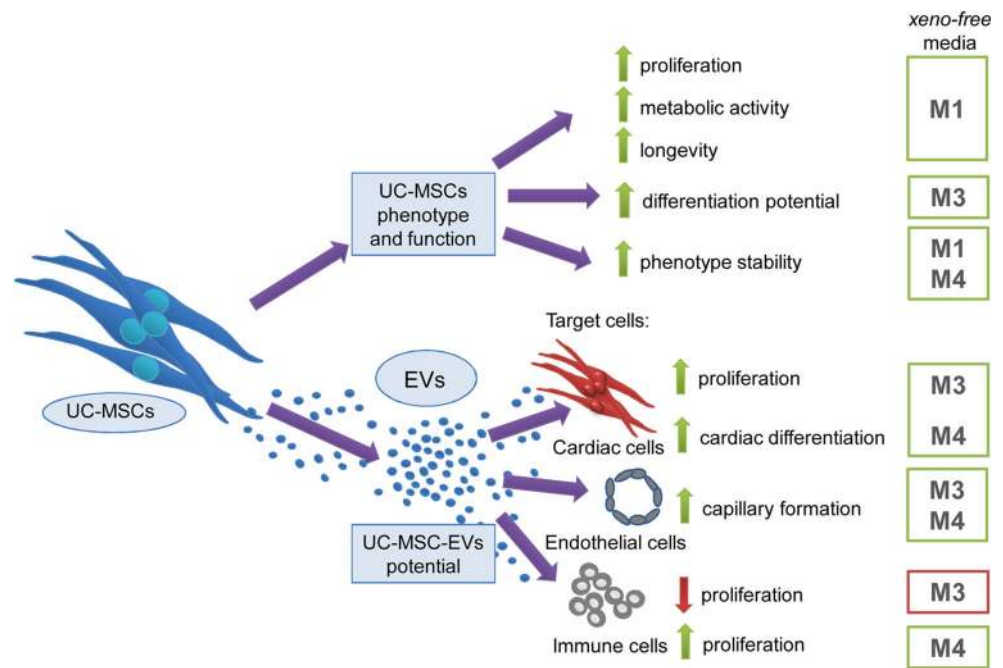 xeno-free
media
proliferation
metabolic activity
longevity
M1
UC-MSCs
phenotype
and function
differentiation potential
M3
phenotype stability
M1
M4
Target cells:
EVs
UC-MSCs
proliferation
M3
Cardiac cells
cardiac differentiation
M4
capillary formation
M3
M4
Endothelial cells
UC-MSC-EVs
potential
proliferation
M3
Immune cells
proliferation
M4